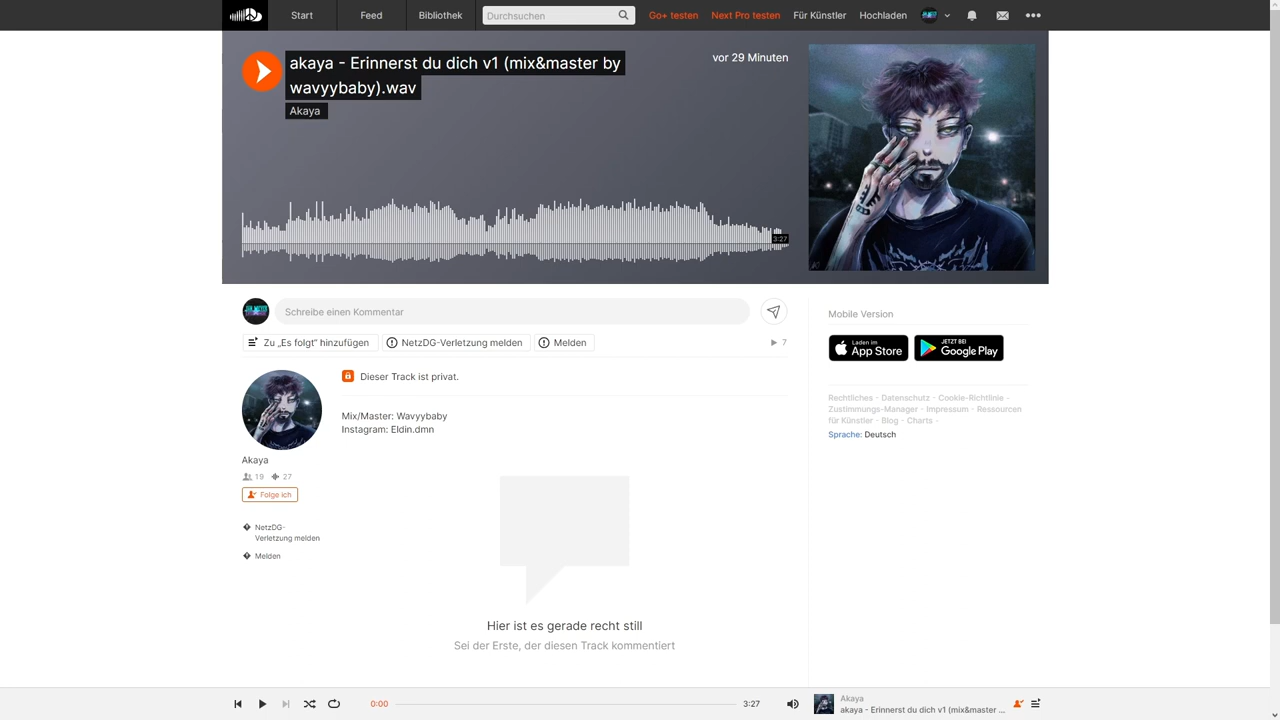 Start
Feed
Bibliothek
Durchsuchen
Go+ testen
Next Pro testen
Für Künstler
Hochladen
akaya - Erinnerst du dich v1 (mix&master by
wavyybaby).wav
Akaya
vor 29 Minuten
3:27
Schreibe einen Kommentar
Zu „Es folgt“ hinzufügen
NetzDG-Verletzung melden
Melden
7
Dieser Track ist privat.
Mix/Master: Wavyybaby
Instagram: Eldin.dmn
Akaya
19
27
Folge ich
NetzDG-
Verletzung melden
Melden
Hier ist es gerade recht still
Sei der Erste, der diesen Track kommentiert
Mobile Version
Laden im
App Store
JETZT BEI
Google Play
Rechtliches - Datenschutz - Cookie-Richtlinie -
Zustimmungs-Manager - Impressum - Ressourcen
für Künstler - Blog - Charts -
Sprache: Deutsch
0:00
3:27
Akaya
akaya - Erinnerst du dich v1 (mix&master ...